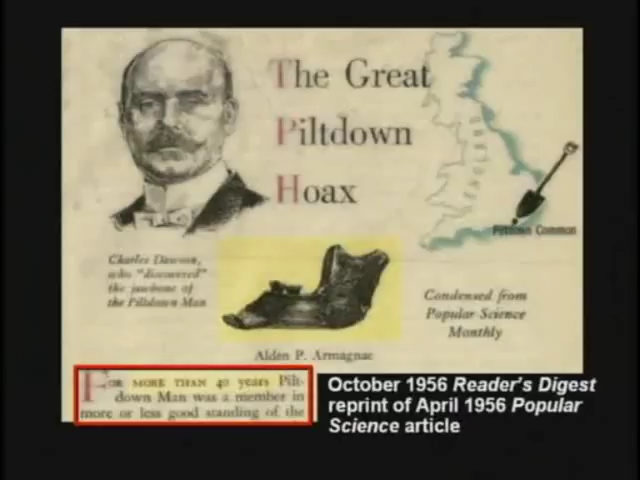 The Great
Piltdown
Hoax
ENGLAND
Piltdown Common
Charles Dawson,
who "discovered"
the jawbone of
the Piltdown Man
Condensed from
Popular Science
Monthly
Alden P. Armagnac
FOR MORE THAN 40 years Pilt-
down Man was a member in
more or less good standing of the
October 1956 Reader's Digest
reprint of April 1956 Popular
Science article